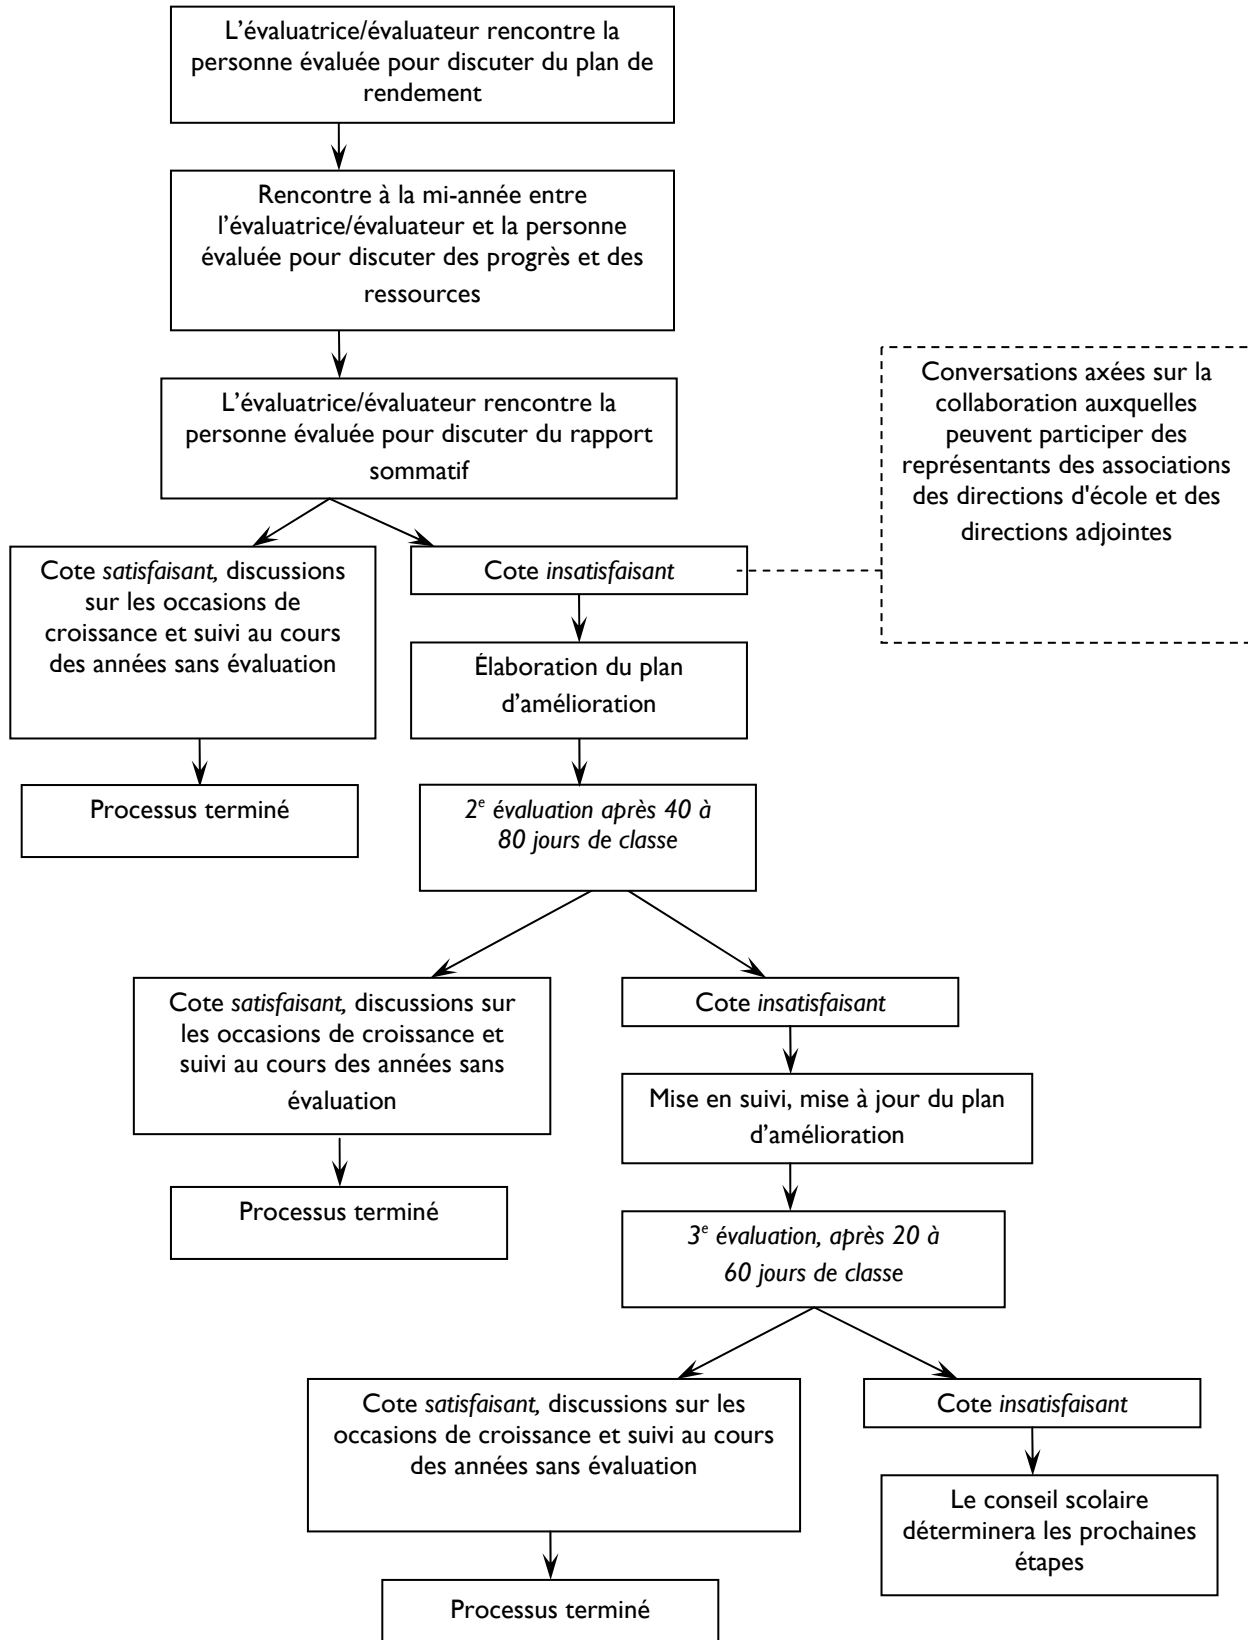 L'évaluatrice/évaluateur rencontre la
personne évaluée pour discuter du plan de
rendement
Rencontre à la mi-année entre
l'évaluatrice/évaluateur et la personne
évaluée pour discuter des progrès et des
ressources
L'évaluatrice/évaluateur rencontre la
personne évaluée pour discuter du rapport
sommatif
Conversations axées sur la
collaboration auxquelles
peuvent participer des
représentants des associations
des directions d'école et des
directions adjointes
Cote satisfaisant, discussions
sur les occasions de
croissance et suivi au cours
des années sans évaluation
Cote insatisfaisant
Élaboration du plan
d'amélioration
Processus terminé
2e évaluation après 40 à
80 jours de classe
Cote satisfaisant, discussions sur
les occasions de croissance et
suivi au cours des années sans
évaluation
Cote insatisfaisant
Mise en suivi, mise à jour du plan
d'amélioration
Processus terminé
3e évaluation, après 20 à
60 jours de classe
Cote satisfaisant, discussions sur les
occasions de croissance et suivi au cours
des années sans évaluation
Cote insatisfaisant
Le conseil scolaire
déterminera les prochaines
étapes
Processus terminé